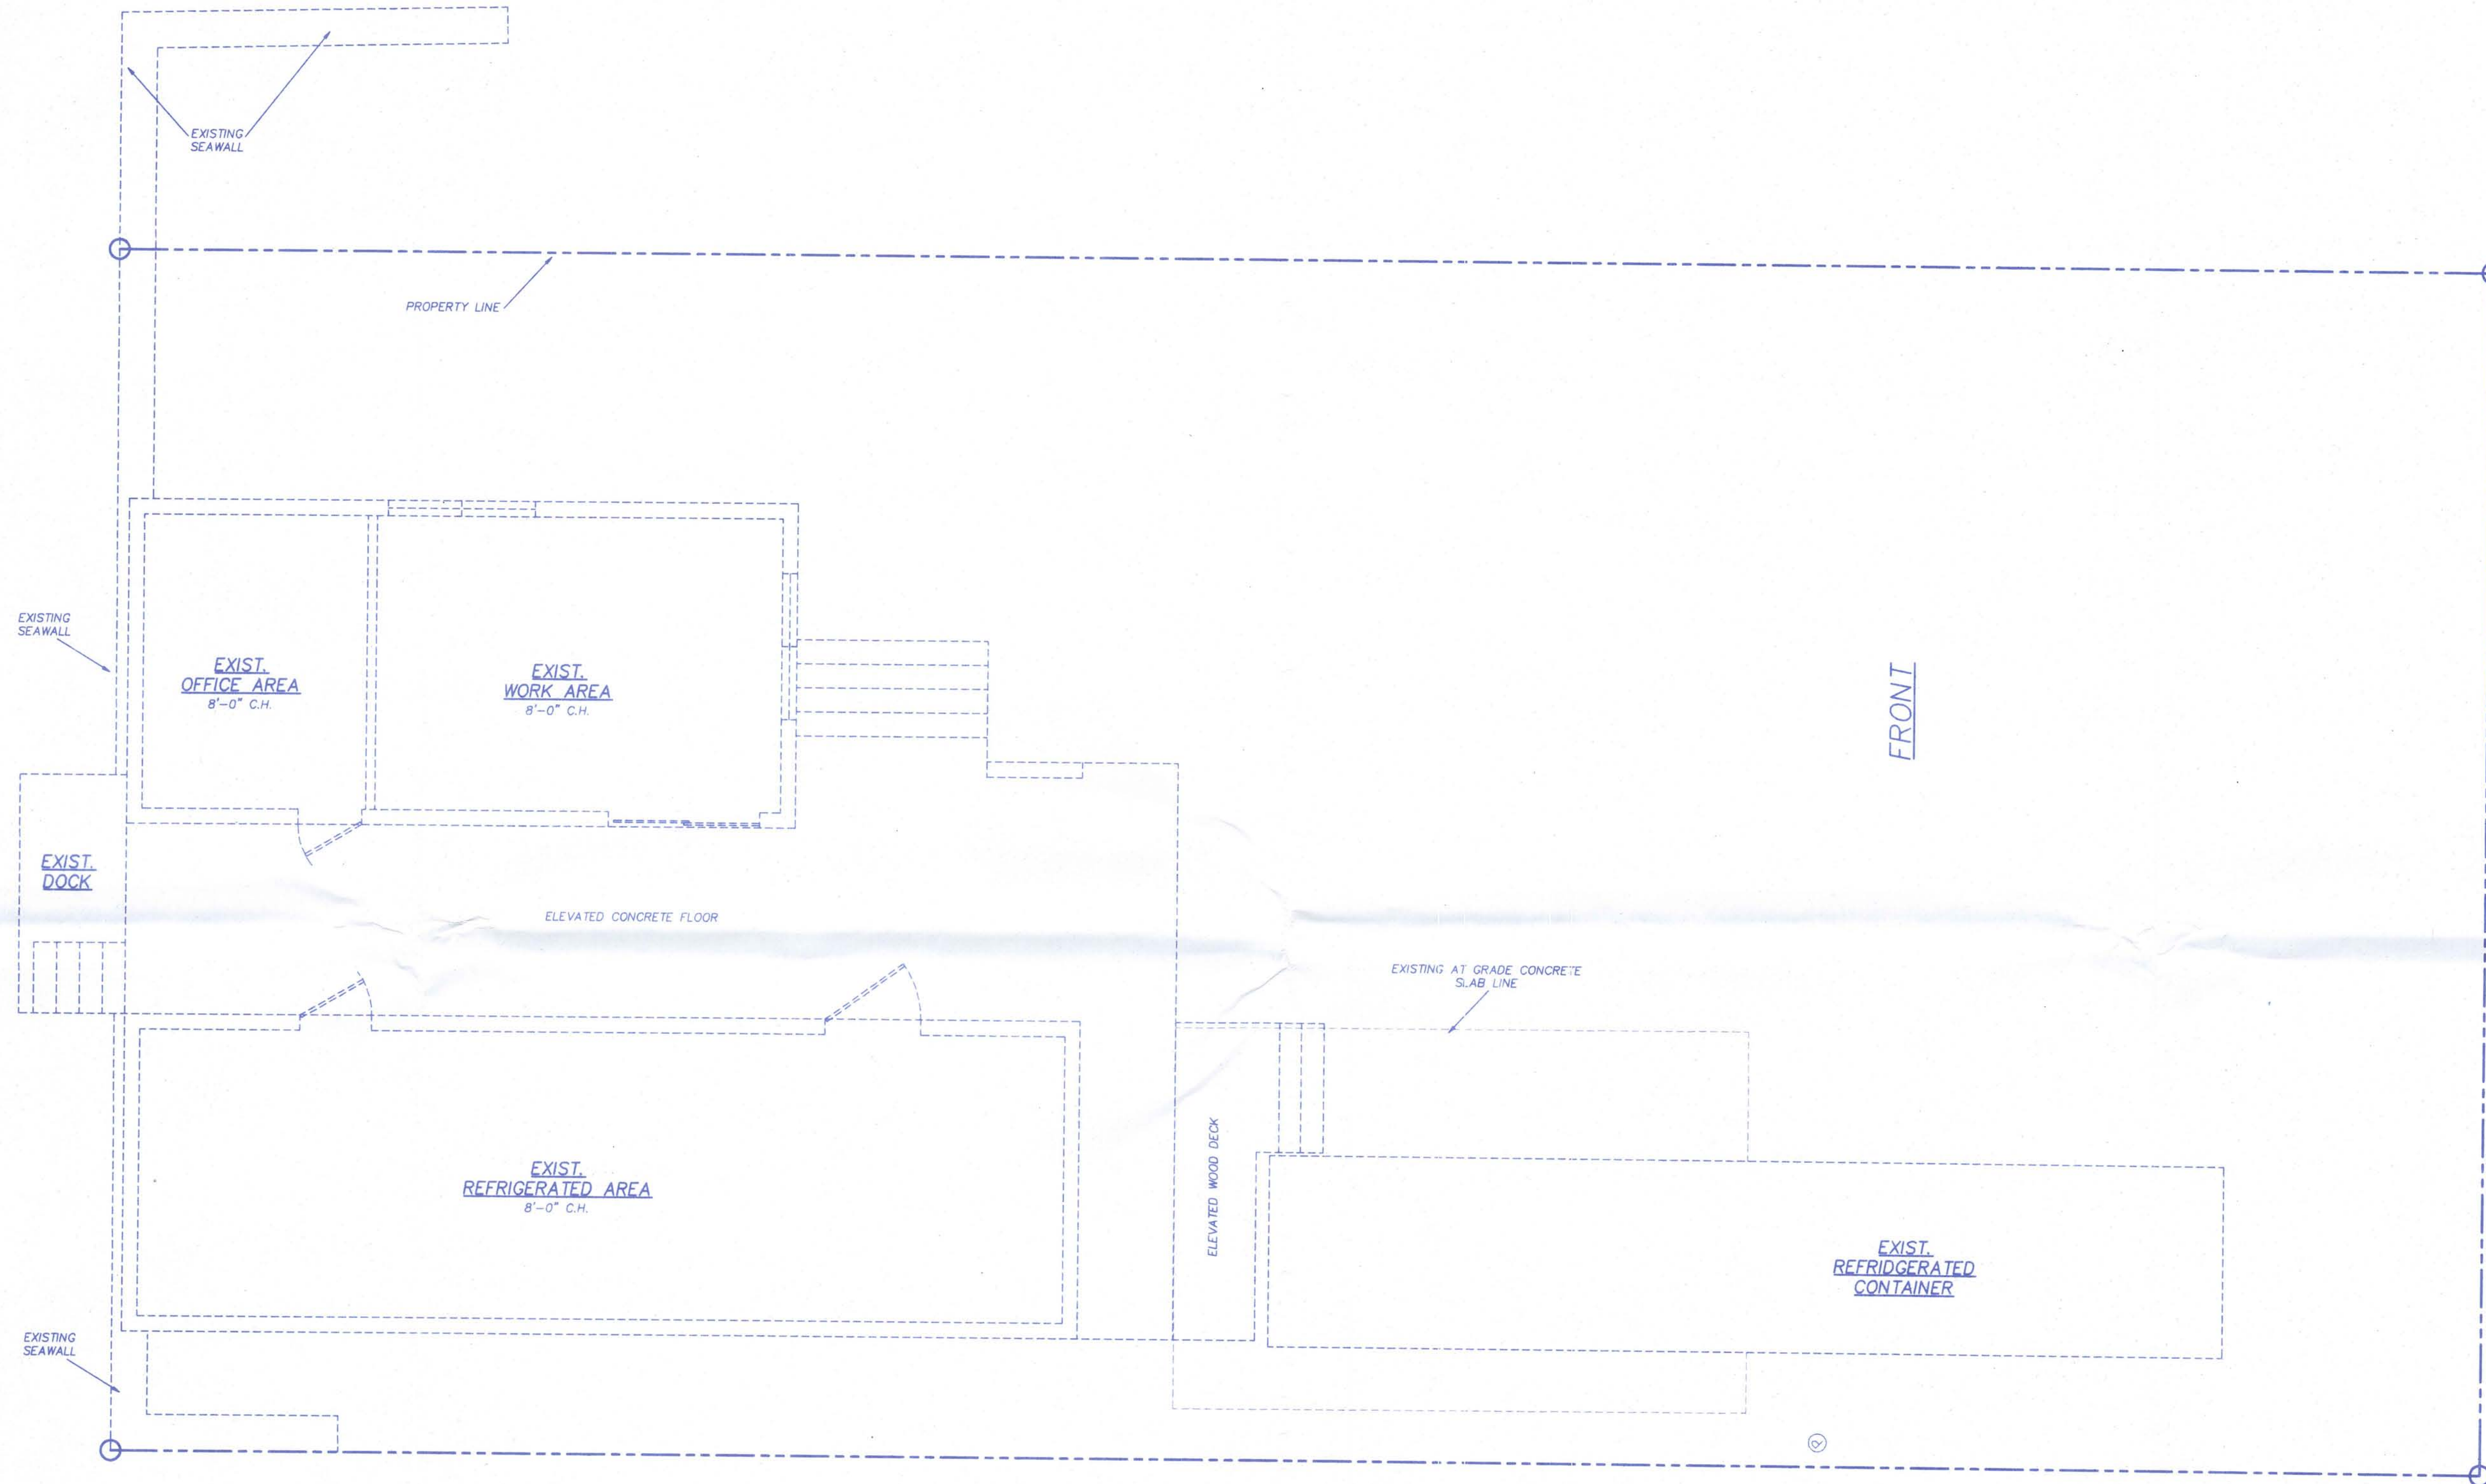 EXISTING
SEAWALL
PROPERTY LINE
EXISTING
SEAWALL
EXIST.
OFFICE AREA
8'-0" C.H.
EXIST.
WORK AREA
8'-0" C.H.
FRONT
EXIST.
DOCK
ELEVATED CONCRETE FLOOR
EXISTING AT GRADE CONCRETE
SLAB LINE
ELEVATED WOOD DECK
EXIST.
REFRIGERATED AREA
8'-0" C.H.
EXIST.
REFRIDGERATED
CONTAINER
EXISTING
SEAWALL